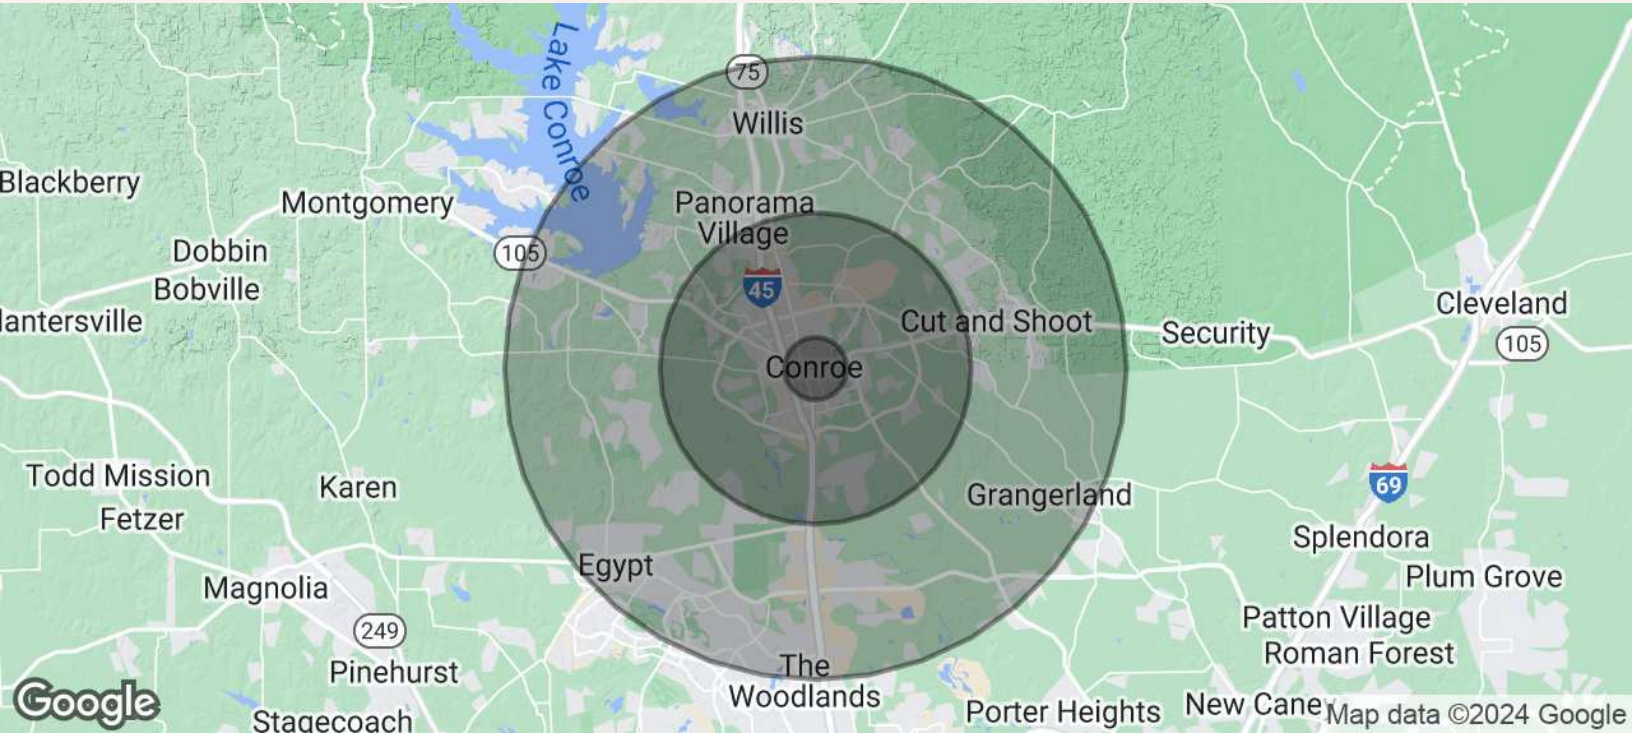 Lake Conroe
75
Willis
Blackberry
Montgomery
Panorama
Village
105
Dobbin
Bobville
45
lantersville
Cut and Shoot
Security
Cleveland
105
Conroe
Todd Mission
Karen
Fetzer
Grangerland
69
Splendora
Egypt
Magnolia
Plum Grove
249
Patton Village
Roman Forest
Pinehurst
The
Woodlands
Porter Heights
New Caney
Stagecoach
Google
Map data ©2024 Google